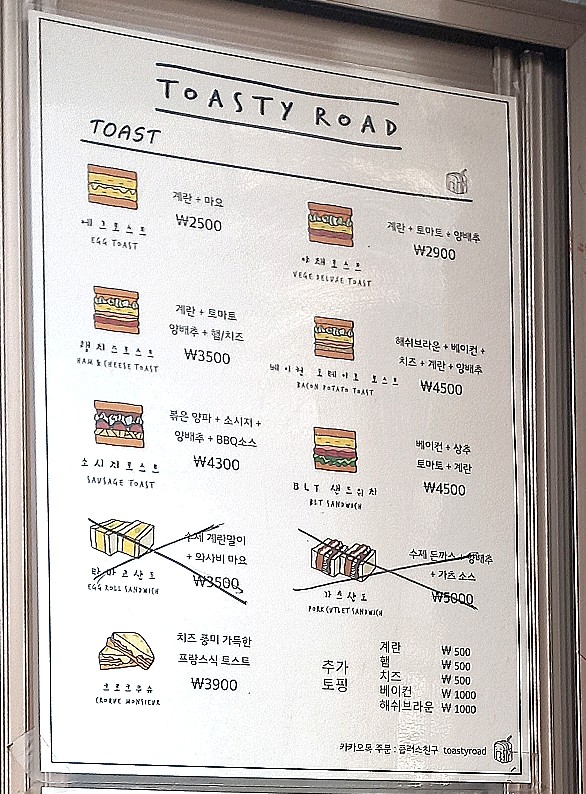 TOASTY ROAD
TOAST
계란 + 마요
₩2500
에그토스트
EGG TOAST
계란 + 토마토 + 양배추
₩2900
야채토스트
VEGE DELUXE TOAST
계란 + 토마토
양배추 + 햄/치즈
₩3500
햄치즈토스트
HAM & CHEESE TOAST
해쉬브라운 + 베이컨 +
치즈 + 계란 + 양배추
₩4500
베이컨 포테이토 토스트
BACON POTATO TOAST
볶은 양파 + 소시지 +
양배추 + BBQ소스
₩4300
소시지토스트
SAUSAGE TOAST
베이컨 + 상추
토마토 + 계란
₩4500
BLT 샌드위치
BLT SANDWICH
수제 계란말이
+ 와사비 마요
₩3500
타마고산도
EGG ROLL SANDWICH
수제 돈까스 + 양배추
+ 가츠 소스
₩5000
가츠산도
PORK CUTLET SANDWICH
치즈 풍미 가득한
프랑스식 토스트
₩3900
크로크무슈
CRORUE MONSIEUR
추가
토핑
계란 ₩ 500
햄 ₩ 500
치즈 ₩ 500
베이컨 ₩ 1000
해쉬브라운 ₩ 1000
카카오톡 주문 : 플러스친구 toastyroad